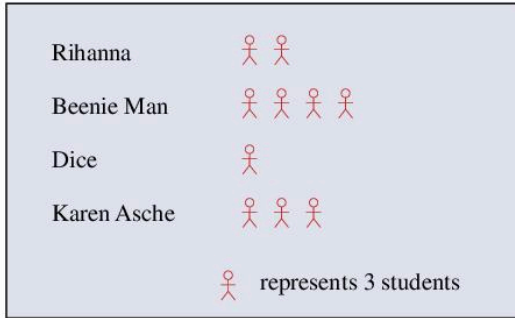 Rihanna
Beenie Man
Dice
Karen Asche
represents 3 students